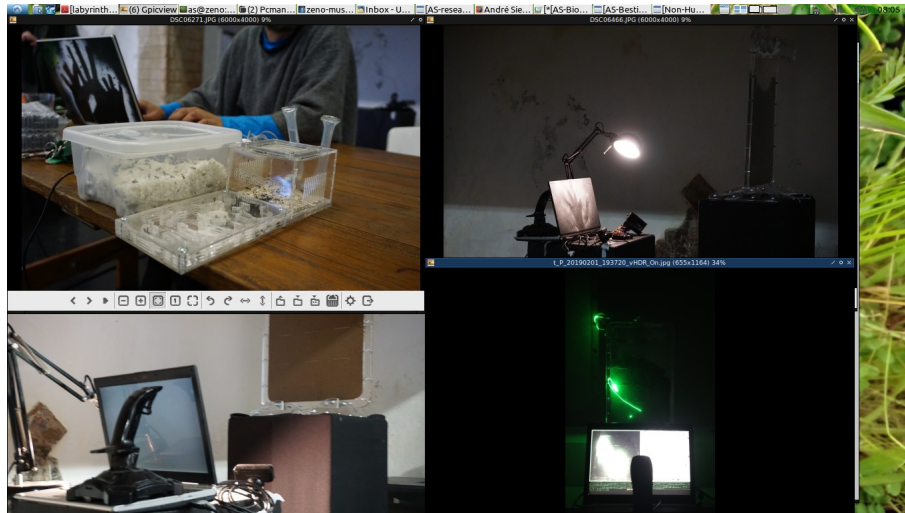 [labyrinth...
(6) Gpicview
as@zeno:...
(2) Pcman...
zeno-mus...
Inbox - U...
[AS-resea...
André Sie...
[*[AS-Bio...
[AS-Besti...
[Non-Hu...
08:05
DSC06271.JPG (6000x4000) 9%
DSC06466.JPG (6000x4000) 9%
t_P_20190201_193720_vHDR_On.jpg (655x1164) 34%
1